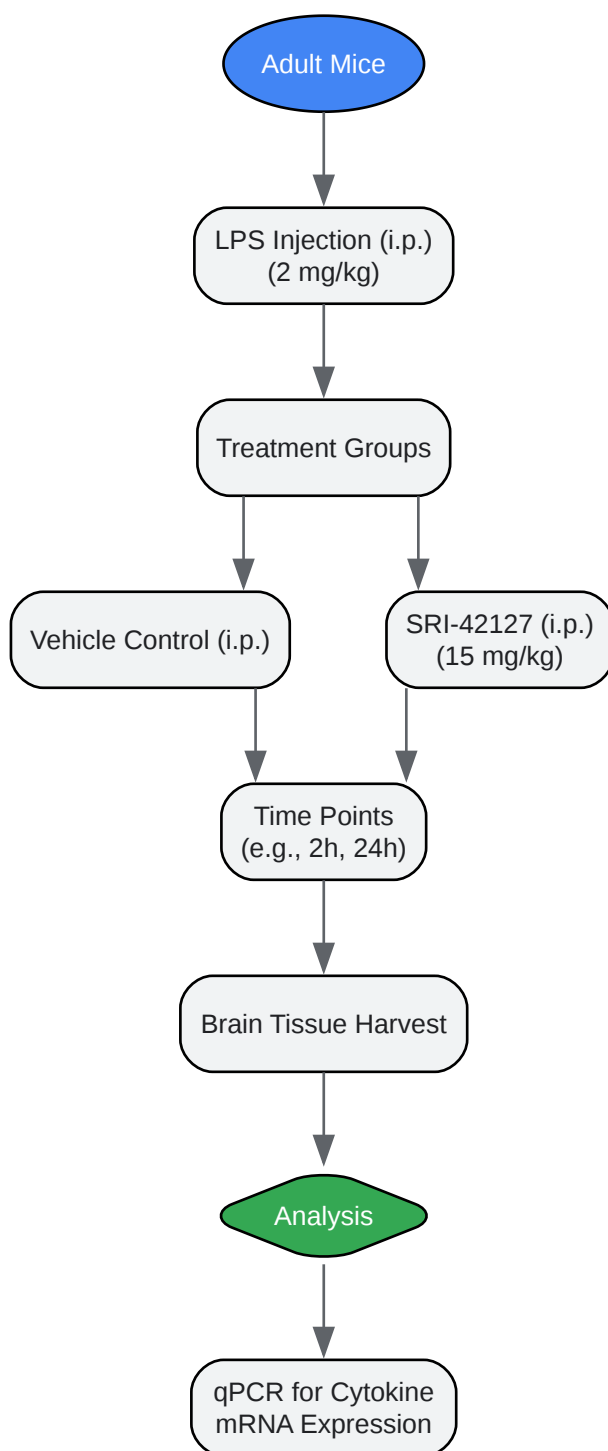 Adult Mice
LPS Injection (i.p.)
(2 mg/kg)
Treatment Groups
Vehicle Control (i.p.)
SRI-42127 (i.p.)
(15 mg/kg)
Time Points
(e.g., 2h, 24h)
Brain Tissue Harvest
Analysis
qPCR for Cytokine
mRNA Expression